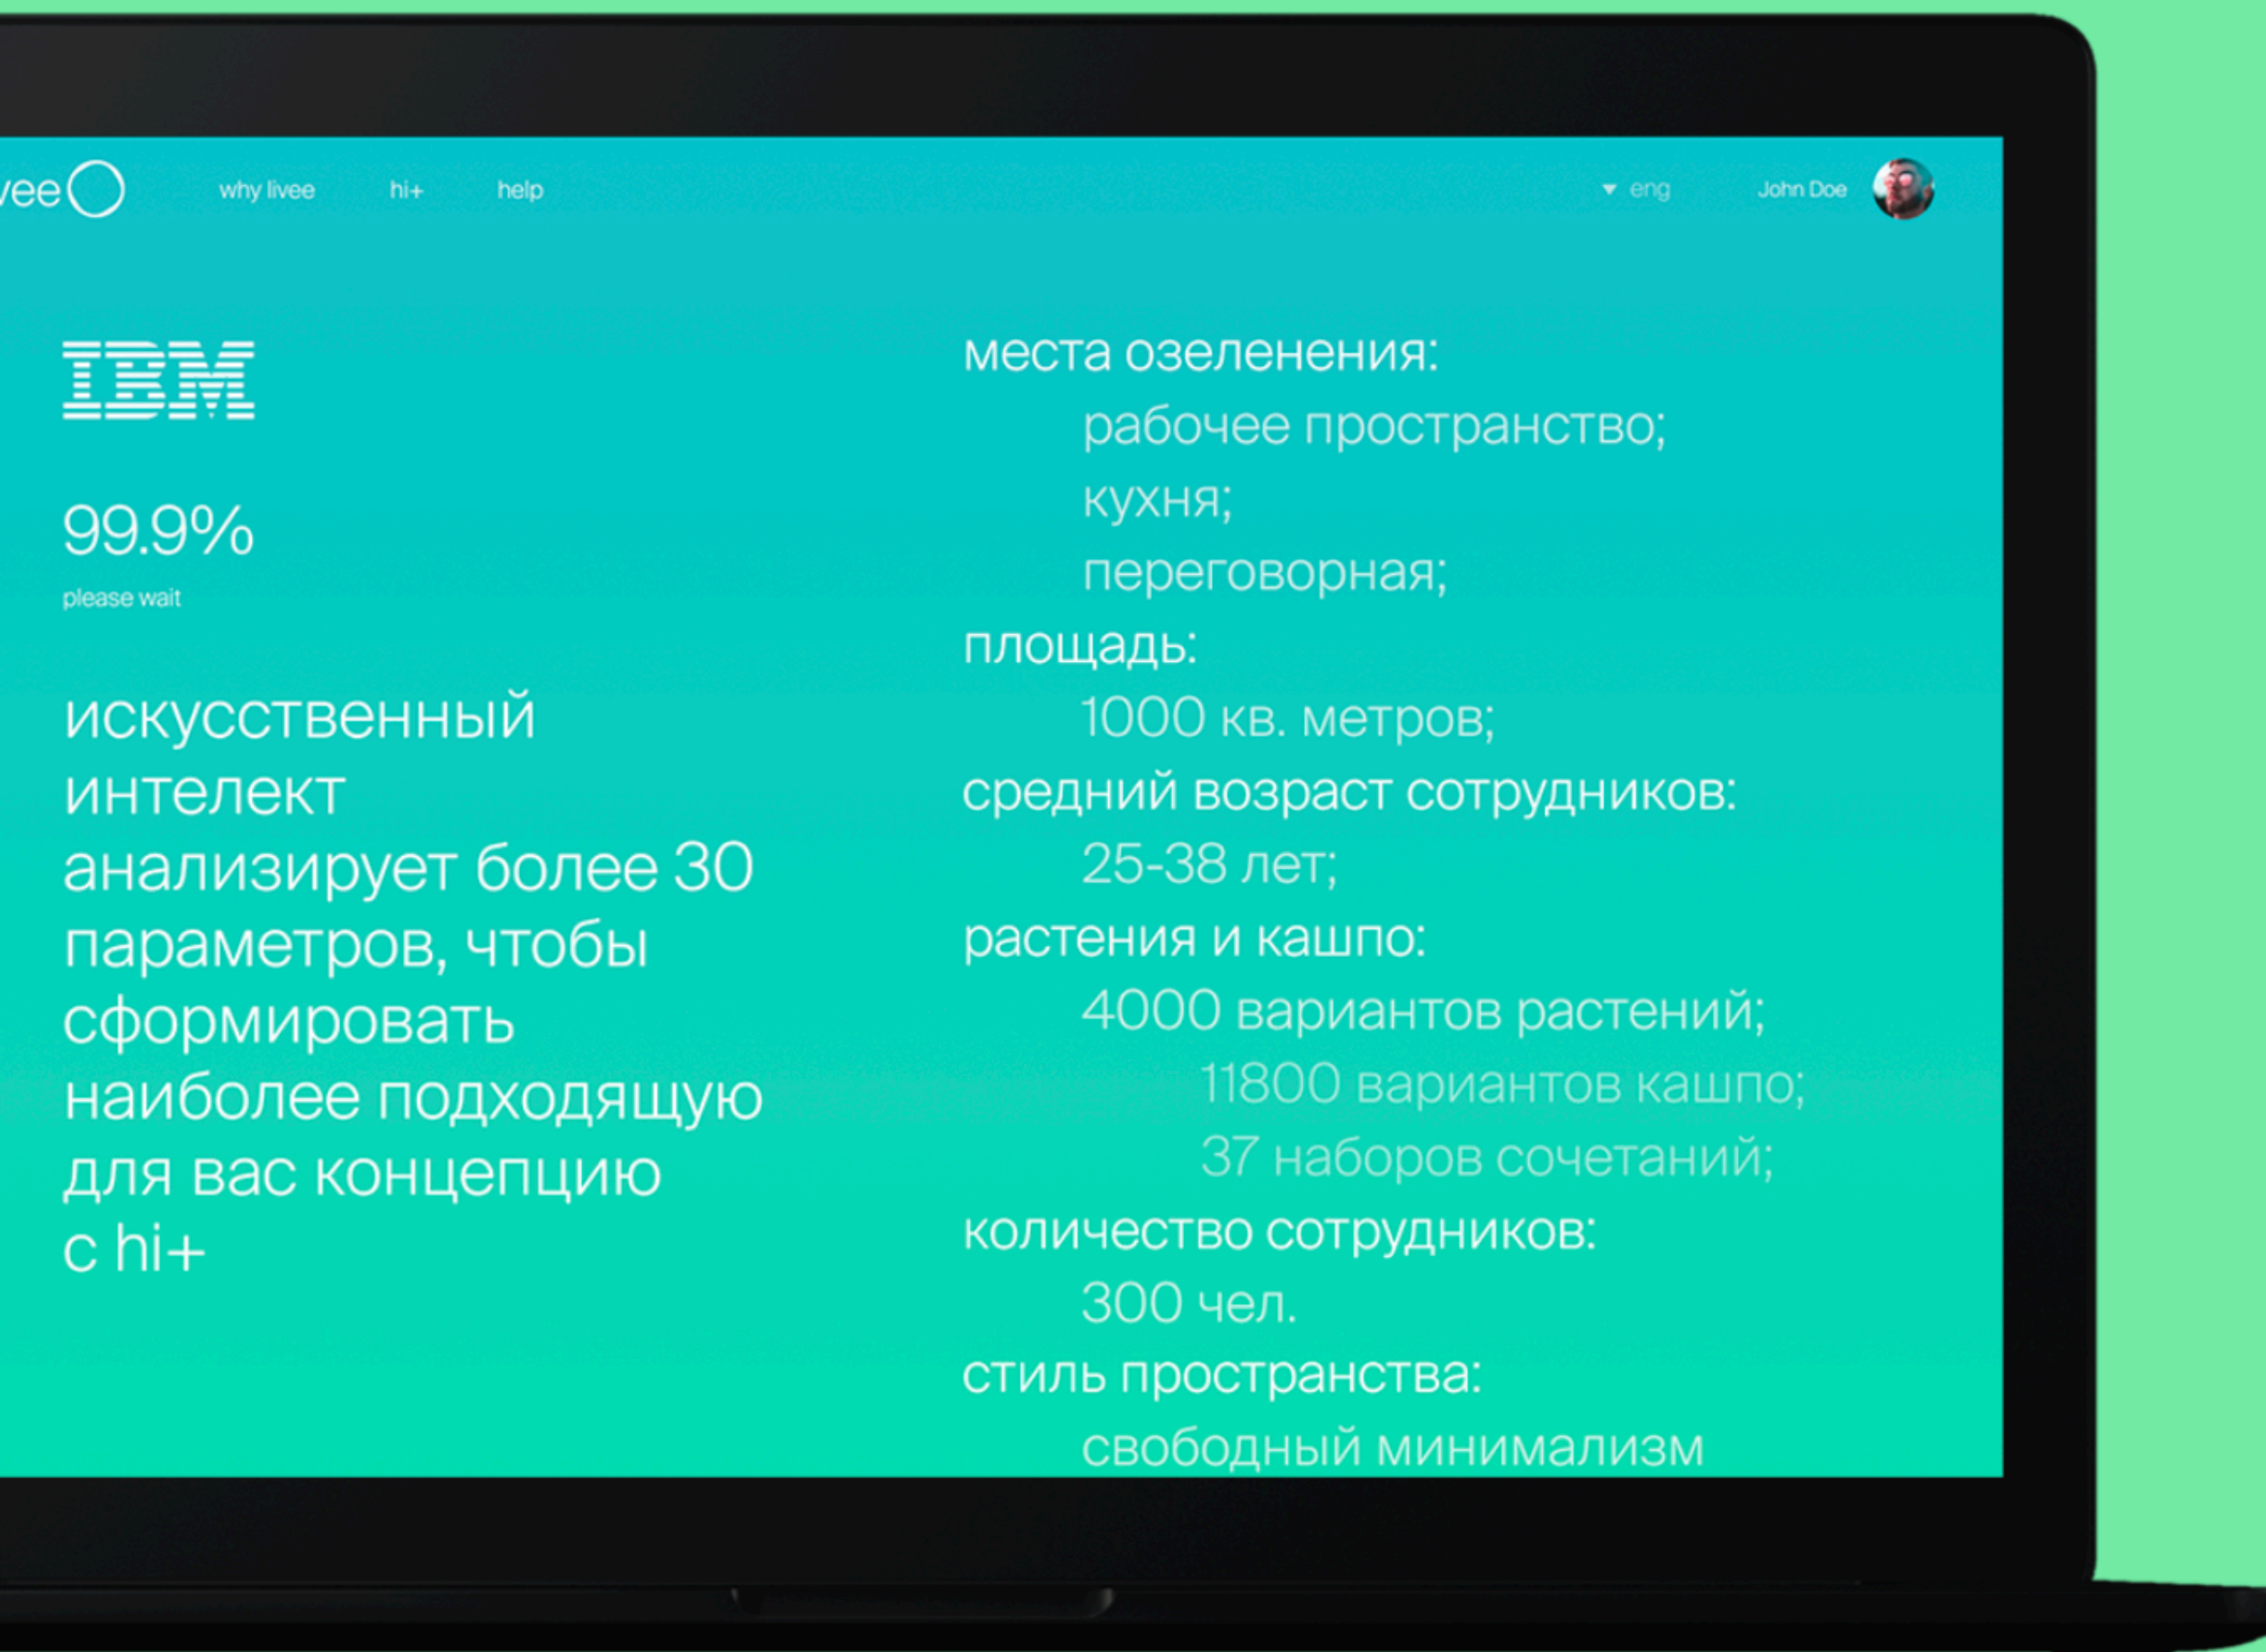 vee
why livee
hi+
help
eng
John Doe
IBM
99.9%
please wait
искусственный
интелект
анализирует более 30
параметров, чтобы
сформировать
наиболее подходящую
для вас концепцию
с hi+
места озеленения:
рабочее пространство;
кухня;
переговорная;
площадь:
1000 кв. метров;
средний возраст сотрудников:
25-38 лет;
растения и кашпо:
4000 вариантов растений;
11800 вариантов кашпо;
37 наборов сочетаний;
количество сотрудников:
300 чел.
стиль пространства:
свободный минимализм